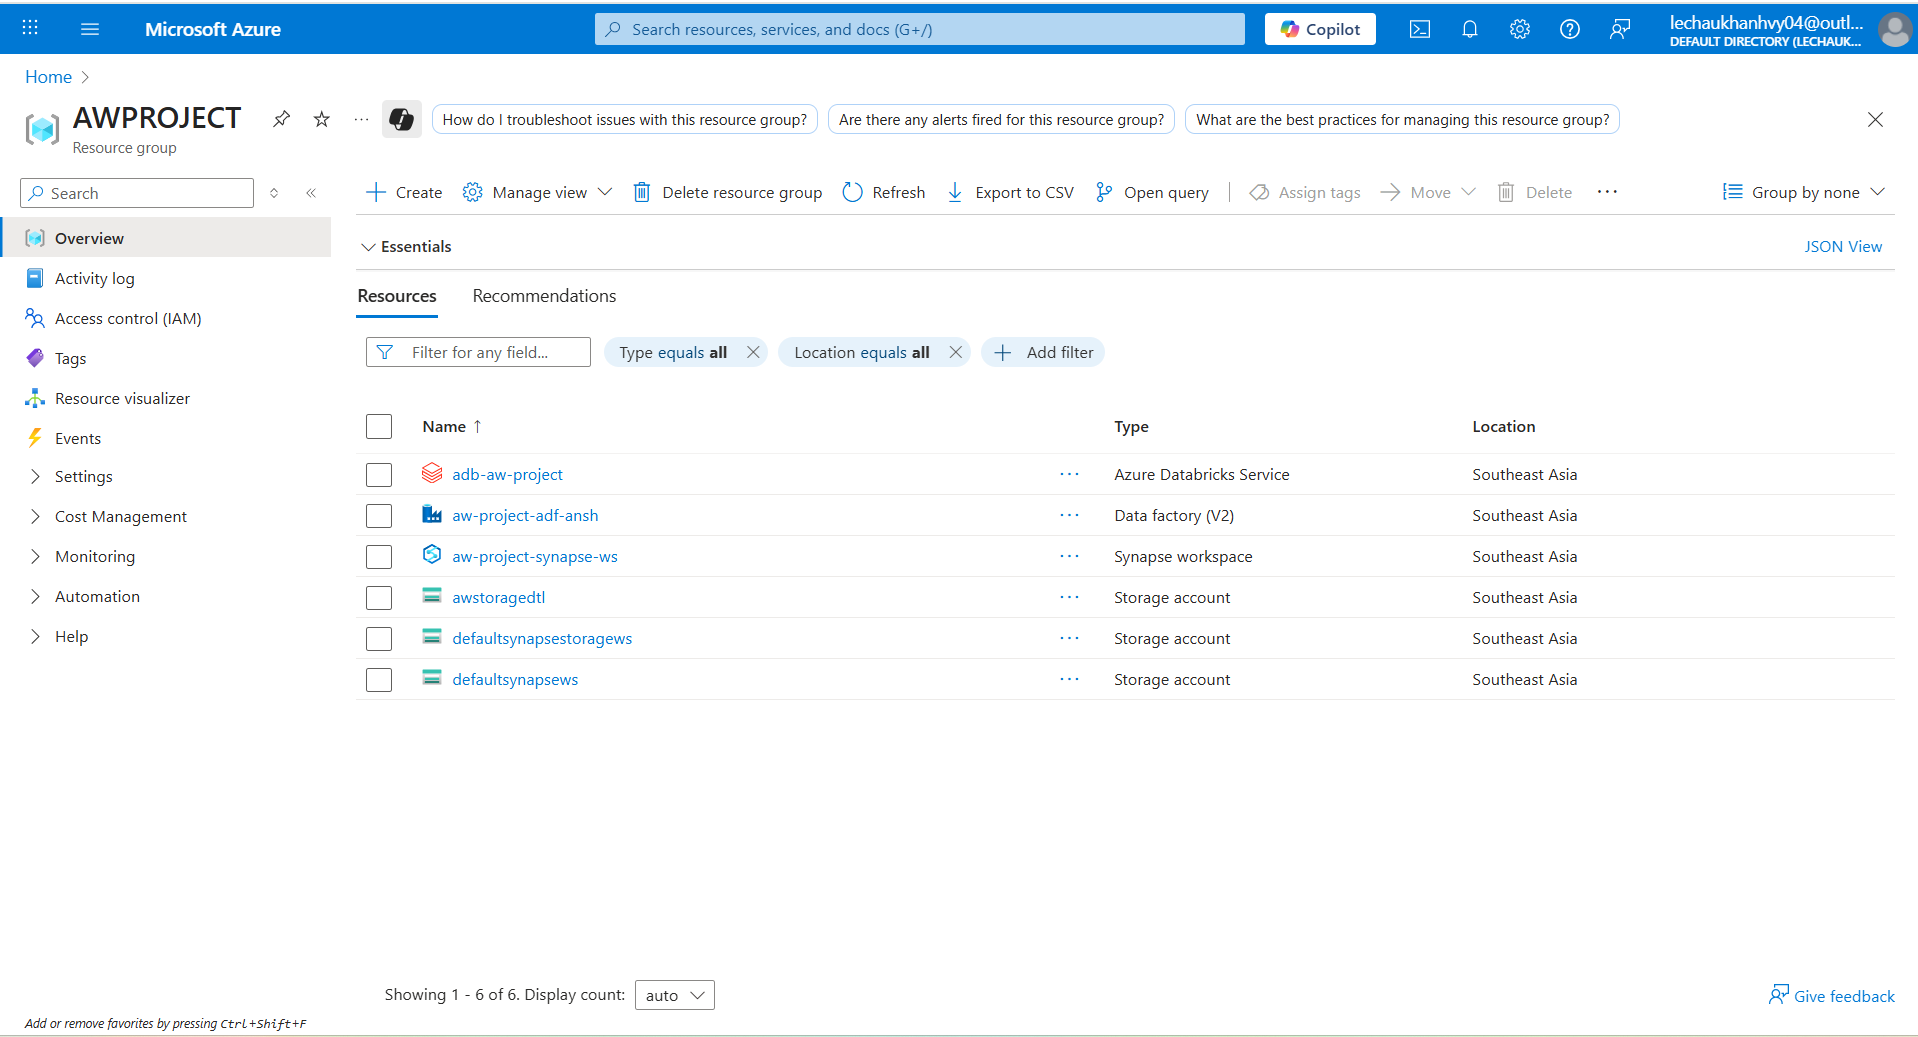 Microsoft Azure
Search resources, services, and docs (G+/)
Copilot
lechaukhanhvy04@outl...
DEFAULT DIRECTORY (LECHAUK...
Home
AWPROJECT
Resource group
How do I troubleshoot issues with this resource group?
Are there any alerts fired for this resource group?
What are the best practices for managing this resource group?
Search
Create
Manage view
Delete resource group
Refresh
Export to CSV
Open query
Assign tags
Move
Delete
Group by none
Overview
Activity log
Access control (IAM)
Tags
Resource visualizer
Events
Settings
Cost Management
Monitoring
Automation
Help
Essentials
JSON View
Resources
Recommendations
Filter for any field...
Type equals all
Location equals all
Add filter
Name ↑ Type Location
adb-aw-project ... Azure Databricks Service Southeast Asia
aw-project-adf-ansh ... Data factory (V2) Southeast Asia
aw-project-synapse-ws ... Synapse workspace Southeast Asia
awstoragedtl ... Storage account Southeast Asia
defaultsynapsestoragews ... Storage account Southeast Asia
defaultsynapsews ... Storage account Southeast Asia
Showing 1 - 6 of 6. Display count: auto
Give feedback
Add or remove favorites by pressing Ctrl+Shift+F